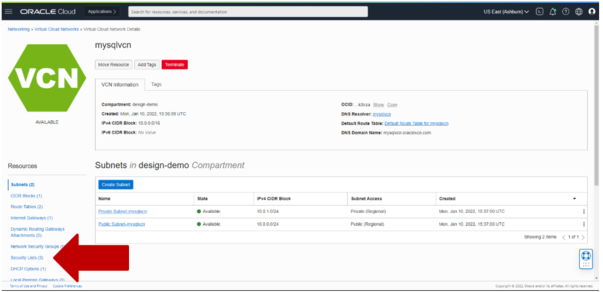 ORACLE Cloud
Applications >
Search for resources, services, and documentation
US East (Ashburn)
Networking » Virtual Cloud Networks » Virtual Cloud Network Details
VCN
AVAILABLE
mysqlvcn
Move Resource
Add Tags
Terminate
VCN Information
Tags
Compartment: design-demo
Created: Mon, Jan 10, 2022, 15:35:59 UTC
IPv4 CIDR Block: 10.0.0.0/16
IPv6 CIDR Block: No Value
OCID: Show Copy
DNS Resolver: mysqlvcn
Default Route Table: Default Route Table for mysqlvcn
DNS Domain Name: mysqlvcn.oraclevcn.com
Resources
Subnets (2)
CIDR Blocks (1)
Route Tables (2)
Internet Gateways (1)
Dynamic Routing Gateways
Attachments (0)
Network Security Groups
Security Lists (3)
DHCP Options (1)
Local Peering Gateways (0)
Subnets in design-demo Compartment
Create Subnet
Name
State
IPv4 CIDR Block
Subnet Access
Created
Private Subnet-mysqlvcn
Available
10.0.1.0/24
Private (Regional)
Mon, Jan 10, 2022, 15:37:00 UTC
Public Subnet-mysqlvcn
Available
10.0.0.0/24
Public (Regional)
Mon, Jan 10, 2022, 15:37:00 UTC
Showing 2 Items
< 1 of 1 >
Terms of Use and Privacy
Cookie Preferences
Copyright © 2022, Oracle and/or its affiliates. All rights reserved.